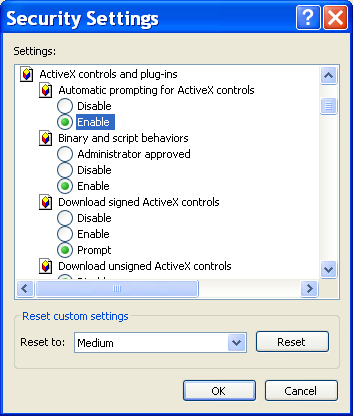 Security Settings
Settings:
ActiveX controls and plug-ins
Automatic prompting for ActiveX controls
Disable
Enable
Binary and script behaviors
Administrator approved
Disable
Enable
Download signed ActiveX controls
Disable
Enable
Prompt
Download unsigned ActiveX controls
Reset custom settings
Reset to: Medium Reset
OK Cancel